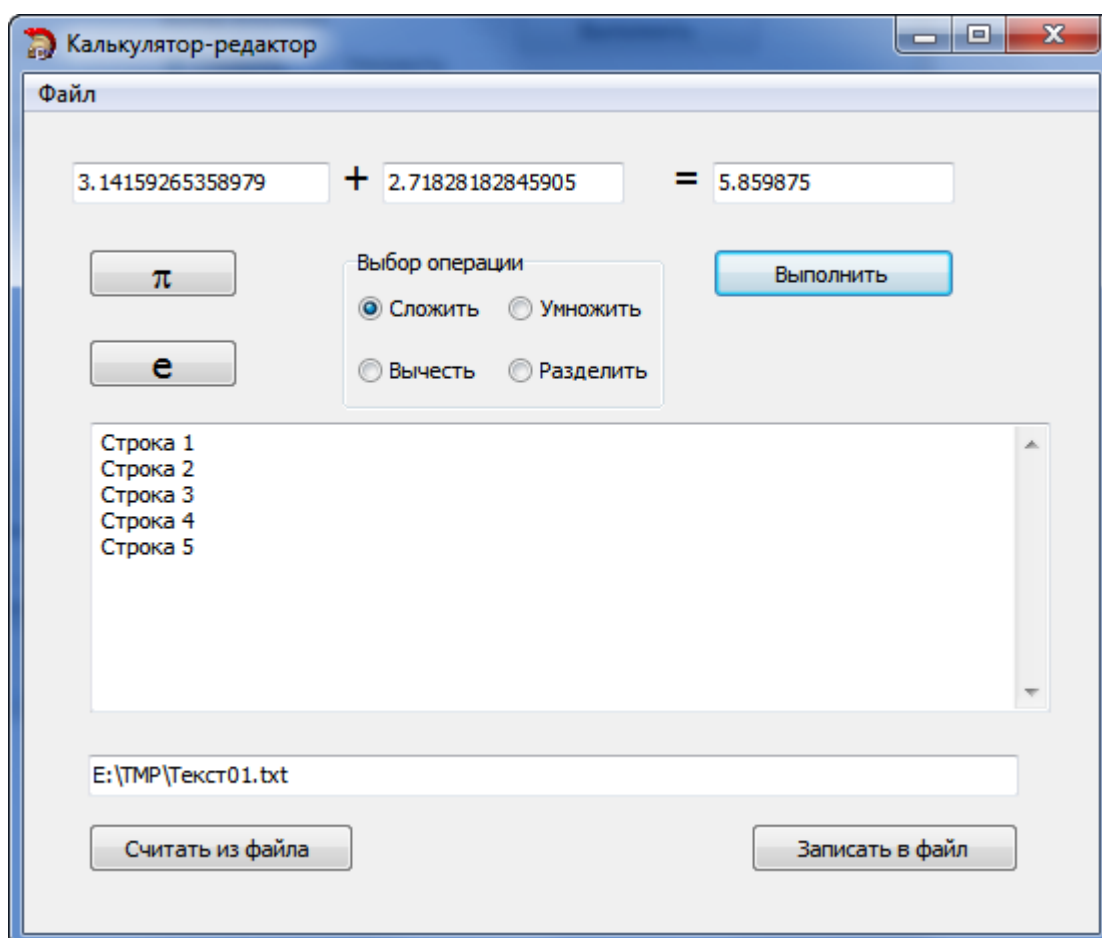 Калькулятор-редактор
Файл
3.14159265358979 + 2.71828182845905 = 5.859875
π
Выбор операции
Выполнить
Сложить Умножить
e
Вычесть Разделить
Строка 1
Строка 2
Строка 3
Строка 4
Строка 5
E:\TMP\Текст01.txt
Считать из файла Записать в файл